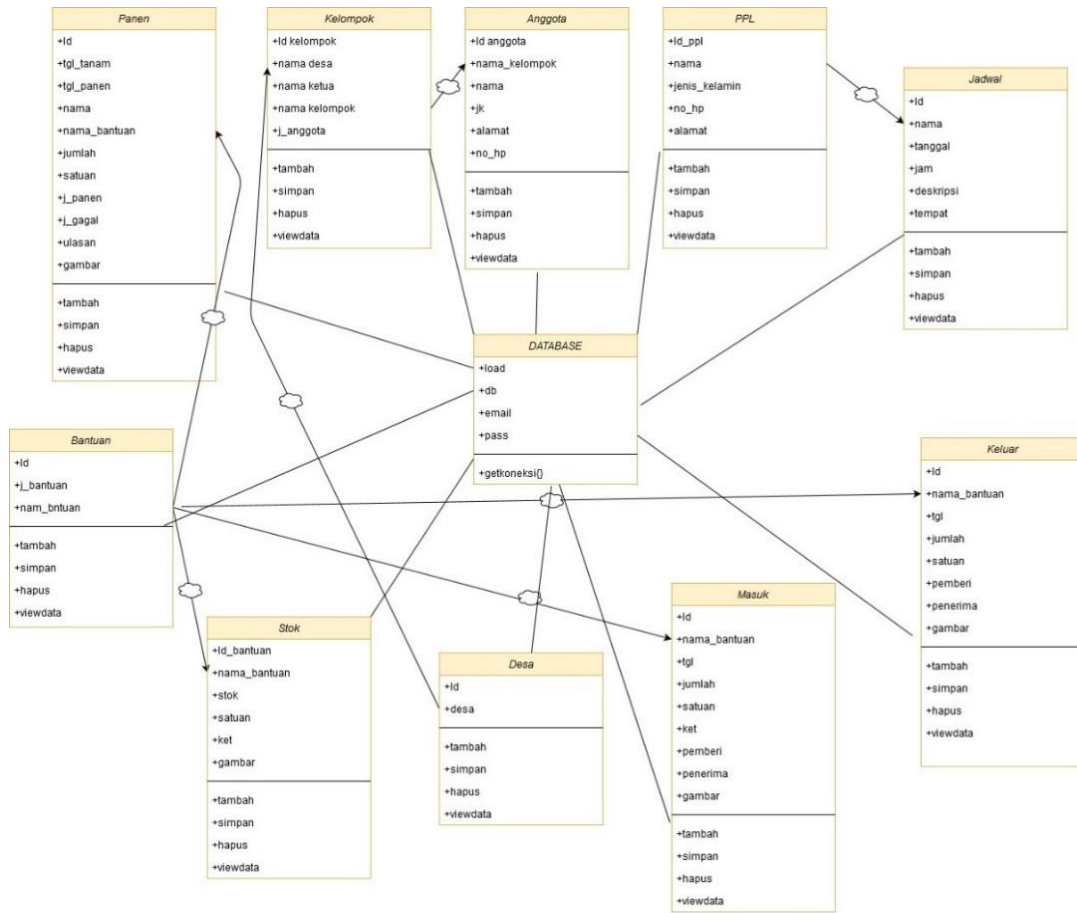 Panen
+Id
+tgl_tanam
+tgl_panen
+nama
+nama_bantuan
+jumlah
+satuan
+j_panen
+j_gagal
+ulasan
+gambar
+tambah
+simpan
+hapus
+viewdata
Kelompok
+Id kelompok
+nama desa
+nama ketua
+nama kelompok
+j_anggota
+tambah
+simpan
+hapus
+viewdata
Anggota
+Id anggota
+nama_kelompok
+nama
+jk
+alamat
+no_hp
+tambah
+simpan
+hapus
+viewdata
PPL
+Id_ppl
+nama
+jenis_kelamin
+no_hp
+alamat
+tambah
+simpan
+hapus
+viewdata
Jadwal
+Id
+nama
+tanggal
+jam
+deskripsi
+tempat
+tambah
+simpan
+hapus
+viewdata
DATABASE
+load
+db
+email
+pass
+getkoneksi{}
Bantuan
+Id
+j_bantuan
+nam_bntuan
+tambah
+simpan
+hapus
+viewdata
Keluar
+Id
+nama_bantuan
+tgl
+jumlah
+satuan
+pemberi
+penerima
+gambar
+tambah
+simpan
+hapus
+viewdata
Stok
+Id_bantuan
+nama_bantuan
+stok
+satuan
+ket
+gambar
+tambah
+simpan
+hapus
+viewdata
Desa
+Id
+desa
+tambah
+simpan
+hapus
+viewdata
Masuk
+Id
+nama_bantuan
+tgl
+jumlah
+satuan
+ket
+pemberi
+penerima
+gambar
+tambah
+simpan
+hapus
+viewdata